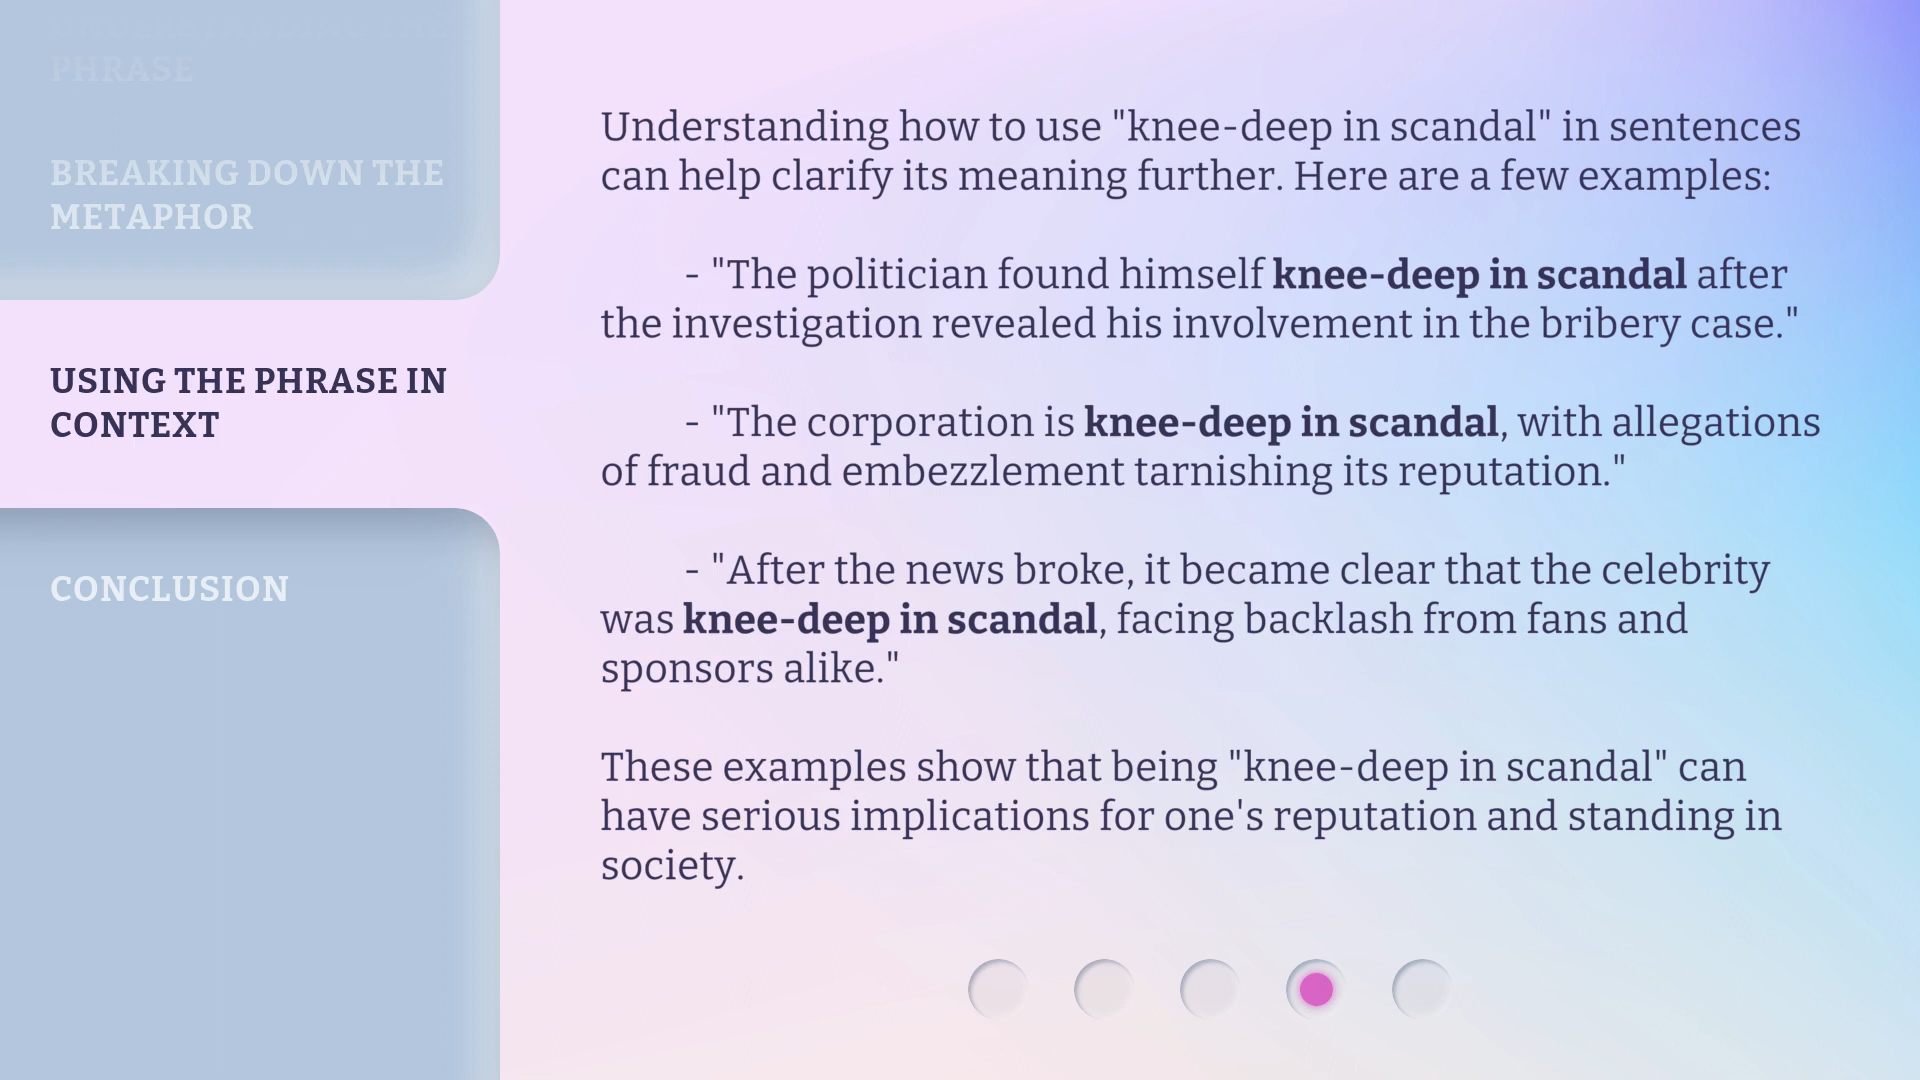 PHRASE
BREAKING DOWN THE
METAPHOR
USING THE PHRASE IN
CONTEXT
CONCLUSION
Understanding how to use "knee-deep in scandal" in sentences
can help clarify its meaning further. Here are a few examples:
- "The politician found himself knee-deep in scandal after
the investigation revealed his involvement in the bribery case."
- "The corporation is knee-deep in scandal, with allegations
of fraud and embezzlement tarnishing its reputation."
- "After the news broke, it became clear that the celebrity
was knee-deep in scandal, facing backlash from fans and
sponsors alike."
These examples show that being "knee-deep in scandal" can
have serious implications for one's reputation and standing in
society.